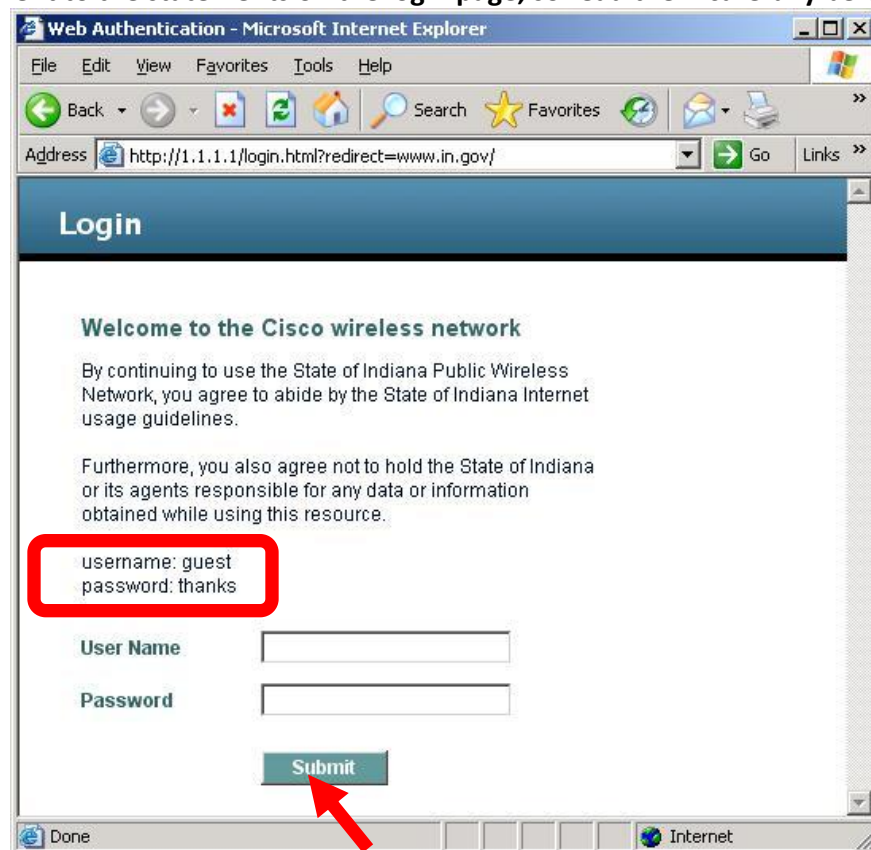 Web Authentication - Microsoft Internet Explorer
File Edit View Favorites Tools Help
Back Search Favorites »
Address http://1.1.1.1/login.html?redirect=www.in.gov/ Go Links »
Login
Welcome to the Cisco wireless network
By continuing to use the State of Indiana Public Wireless
Network, you agree to abide by the State of Indiana Internet
usage guidelines.
Furthermore, you also agree not to hold the State of Indiana
or its agents responsible for any data or information
obtained while using this resource.
username: guest
password: thanks
User Name
Password
Submit
Done Internet